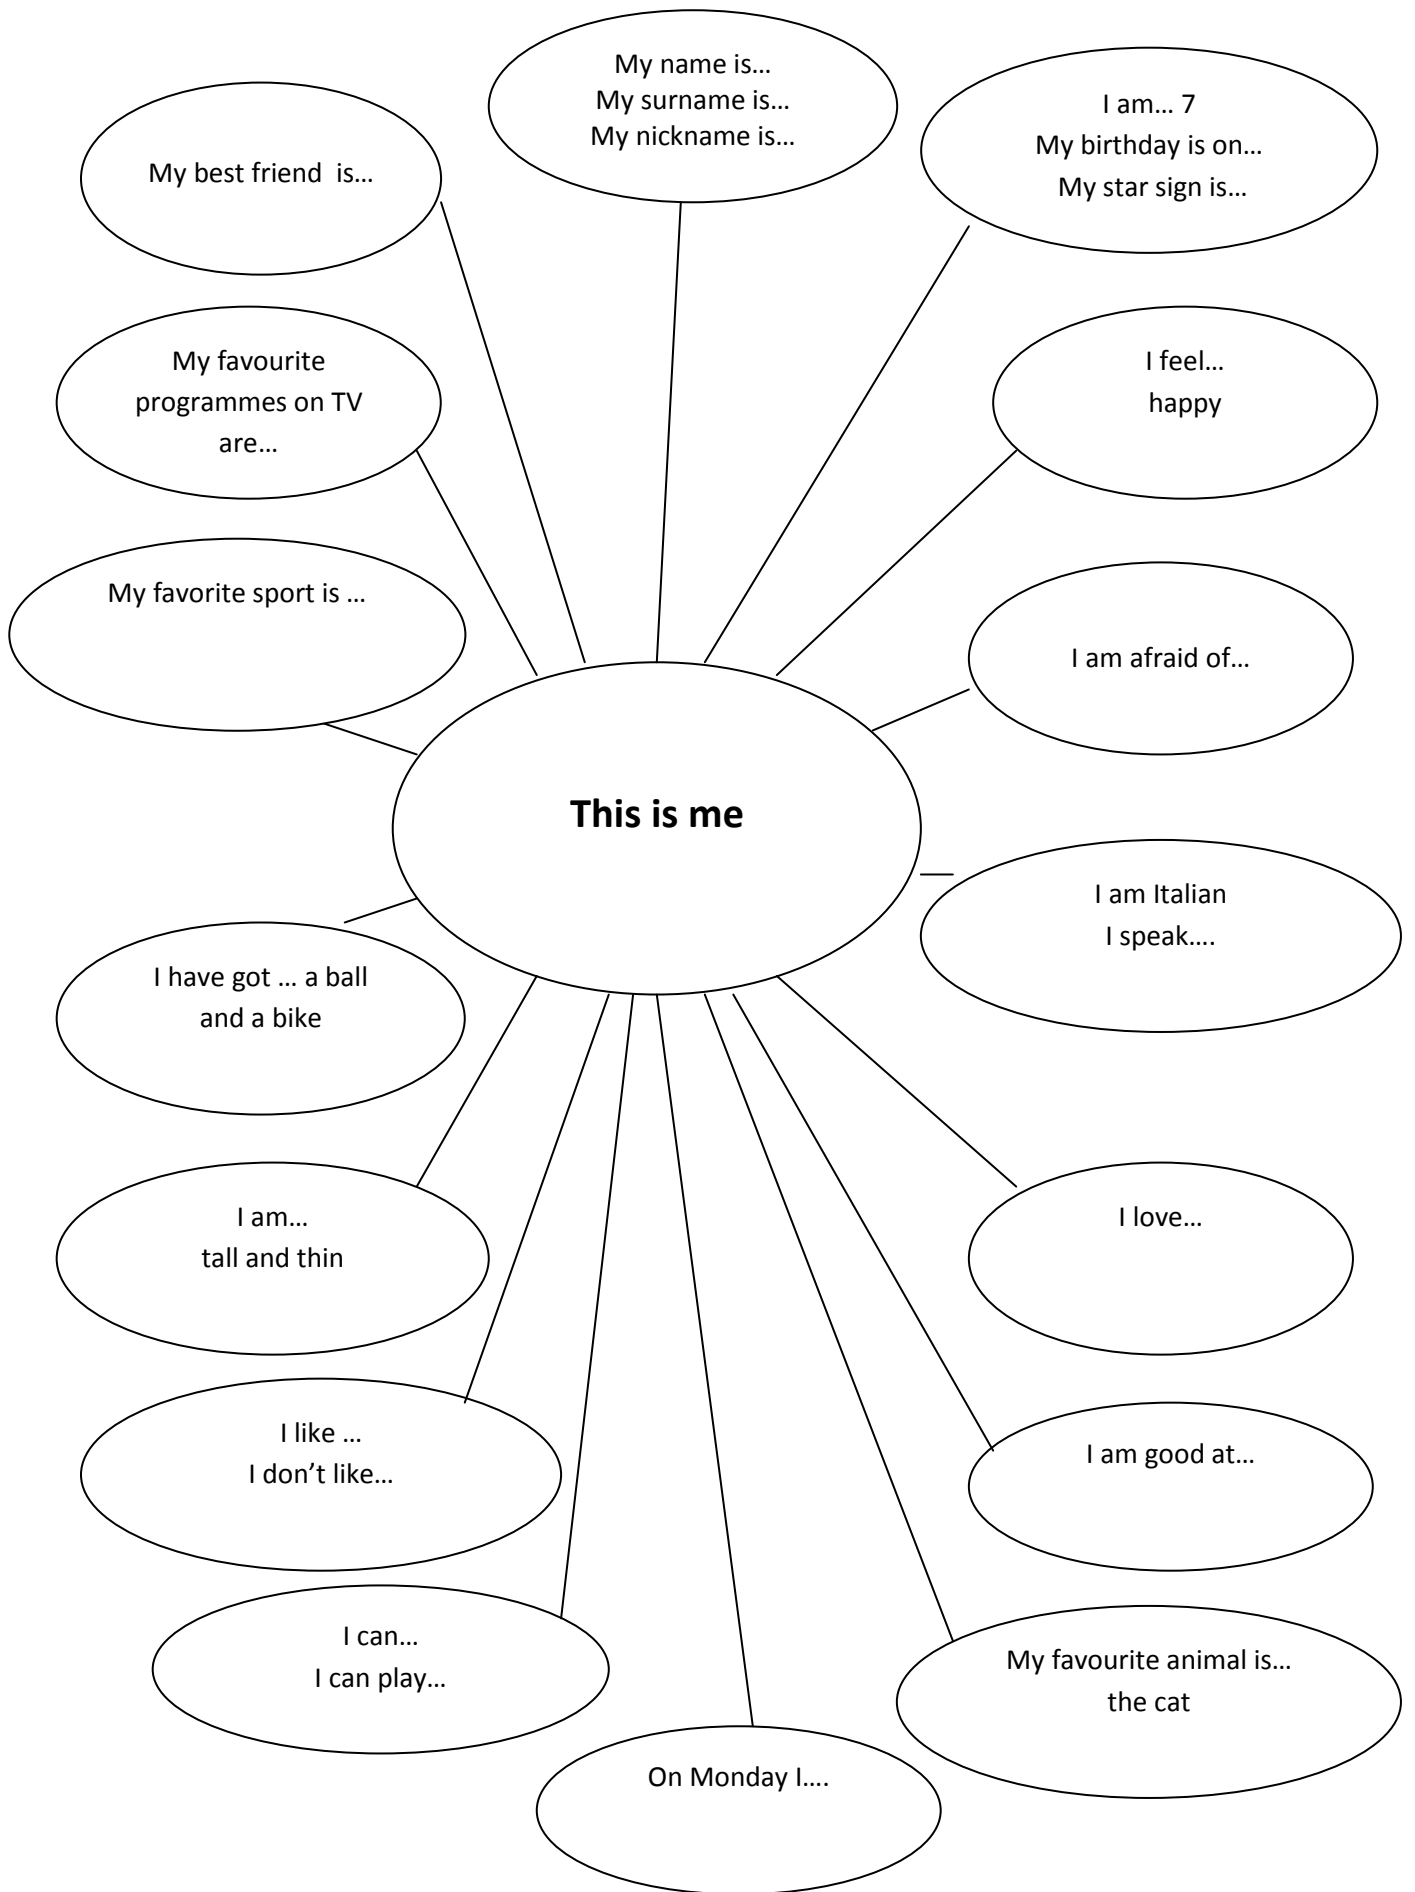 My name is…
My surname is…
My nickname is…
I am… 7
My birthday is on…
My star sign is…
My best friend  is…
My favourite
programmes on TV
are…
I feel…
happy
My favorite sport is …
I am afraid of…
This is me
I am Italian
I speak….
I have got … a ball
and a bike
I am…
tall and thin
I love…
I like …
I don’t like…
I am good at…
I can…
I can play…
My favourite animal is…
the cat
On Monday I….